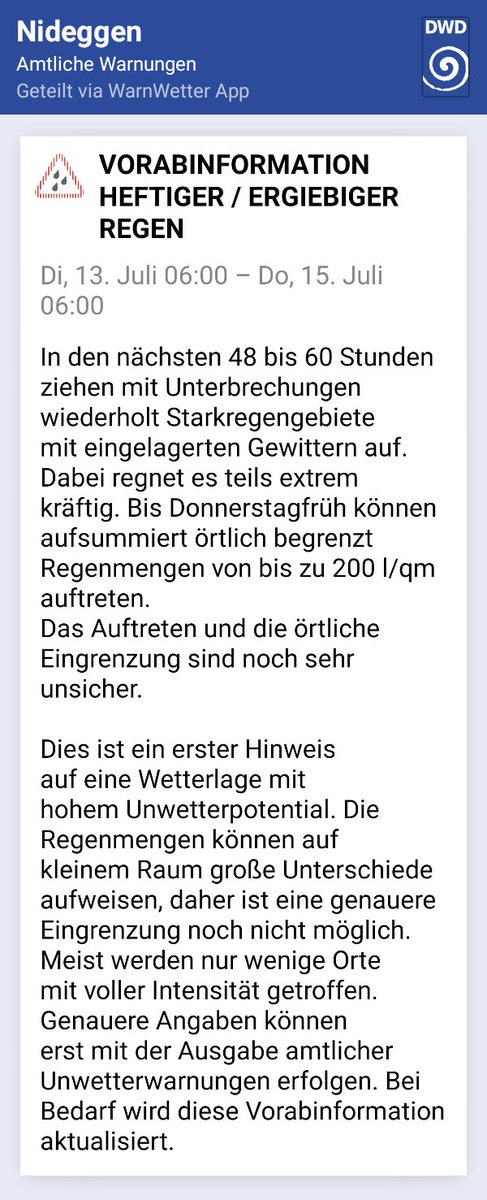 Nideggen
Amtliche Warnungen
Geteilt via WarnWetter App
DWD
VORABINFORMATION
HEFTIGER / ERGIEBIGER
REGEN
Di, 13. Juli 06:00 – Do, 15. Juli
06:00
In den nächsten 48 bis 60 Stunden
ziehen mit Unterbrechungen
wiederholt Starkregengebiete
mit eingelagerten Gewittern auf.
Dabei regnet es teils extrem
kräftig. Bis Donnerstagfrüh können
aufsummiert örtlich begrenzt
Regenmengen von bis zu 200 l/qm
auftreten.
Das Auftreten und die örtliche
Eingrenzung sind noch sehr
unsicher.
Dies ist ein erster Hinweis
auf eine Wetterlage mit
hohem Unwetterpotential. Die
Regenmengen können auf
kleinem Raum große Unterschiede
aufweisen, daher ist eine genauere
Eingrenzung noch nicht möglich.
Meist werden nur wenige Orte
mit voller Intensität getroffen.
Genauere Angaben können
erst mit der Ausgabe amtlicher
Unwetterwarnungen erfolgen. Bei
Bedarf wird diese Vorabinformation
aktualisiert.